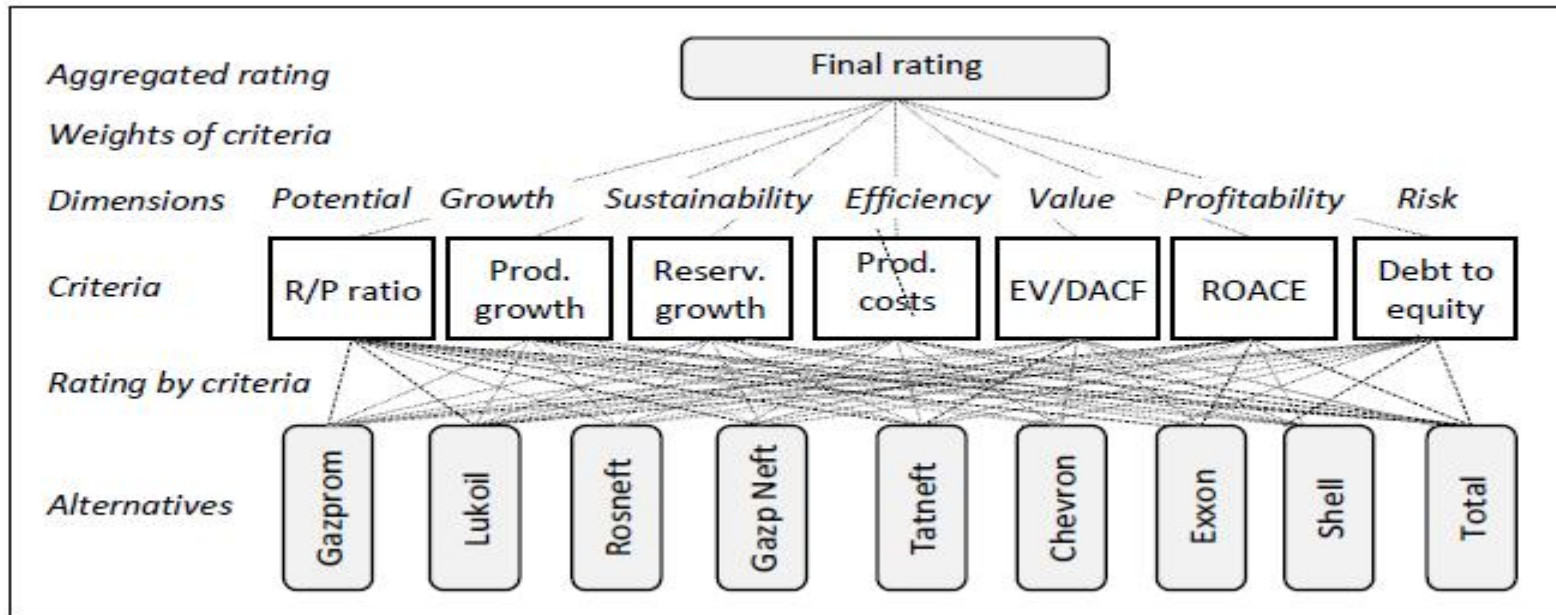 Aggregated rating
Final rating
Weights of criteria
Dimensions Potential Growth Sustainability Efficiency Value Profitability Risk
Criteria
R/P ratio
Prod.
growth
Reserv.
growth
Prod.
costs
EV/DACF
ROACE
Debt to
equity
Rating by criteria
Alternatives
Gazprom
Lukoil
Rosneft
Gazp Neft
Tatneft
Chevron
Exxon
Shell
Total